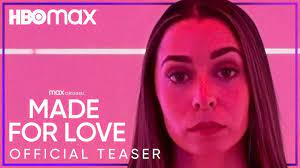 HBOMAX
max ORIGINAL
MADE
FOR LOVE
OFFICIAL TEASER